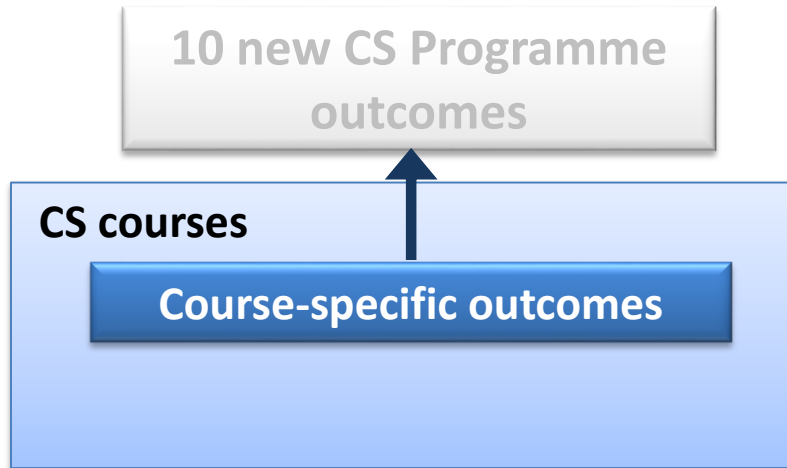 10 new CS Programme
outcomes
CS courses
Course-specific outcomes